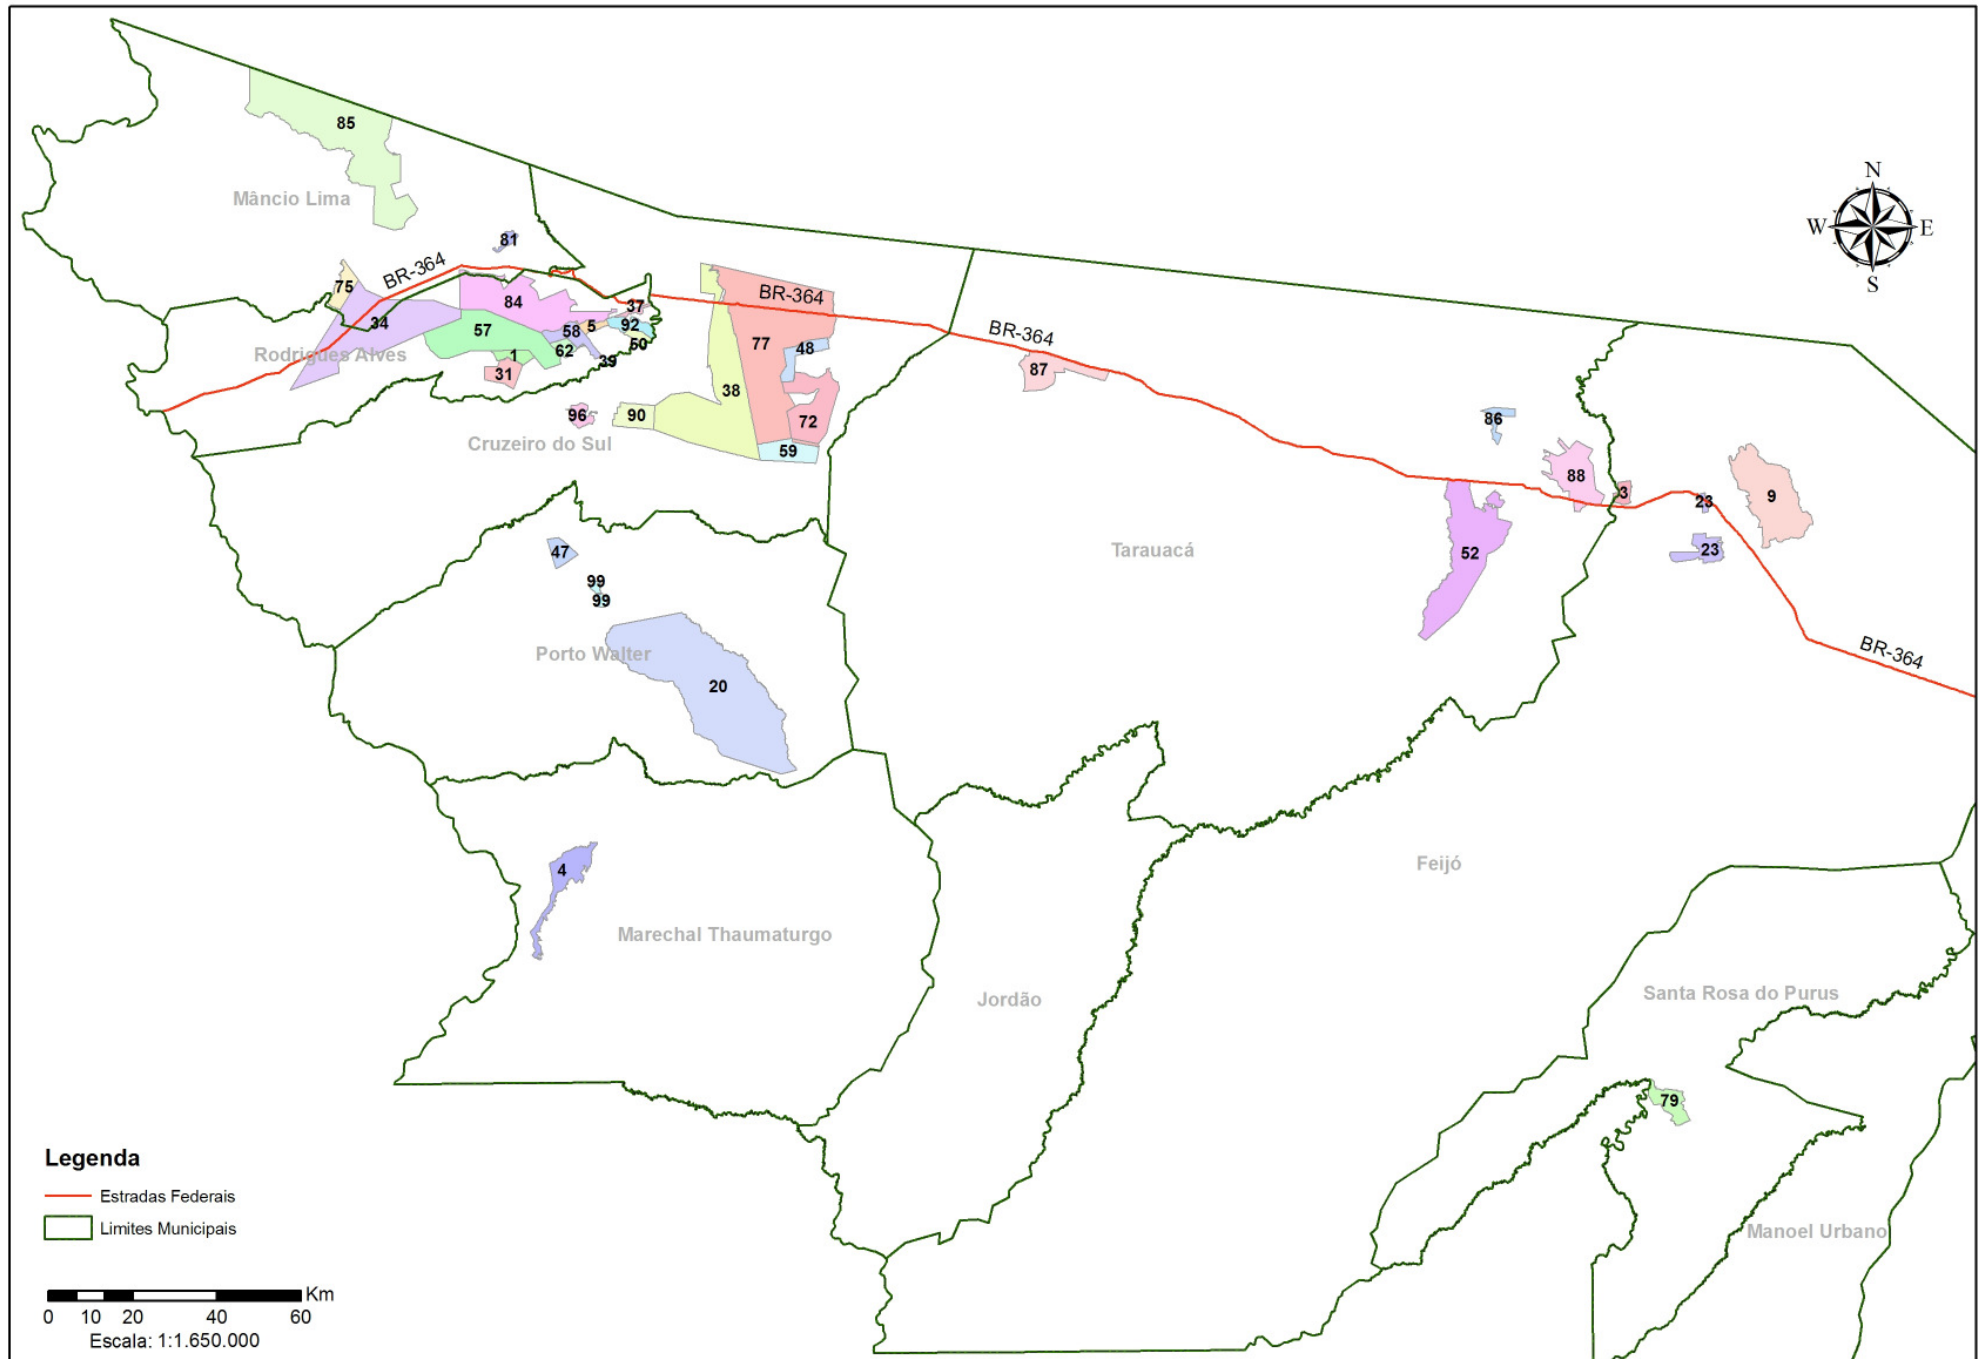 85
N
Mâncio Lima
W
E
81
S
BR-364
75
BR-364
84
37
34
57
58
5
92
BR-364
50
77
48
Rodrigues Alves
1
62
39
87
31
38
96
90
72
86
Cruzeiro do Sul
59
88
3
9
23
47
Tarauacá
52
23
99
99
Porto Walter
BR-364
20
4
Feijó
Marechal Thaumaturgo
Jordão
Santa Rosa do Purus
79
Manoel Urbano
Legenda
Estradas Federais
Limites Municipais
Km
0 10 20 40 60
Escala: 1:1.650.000